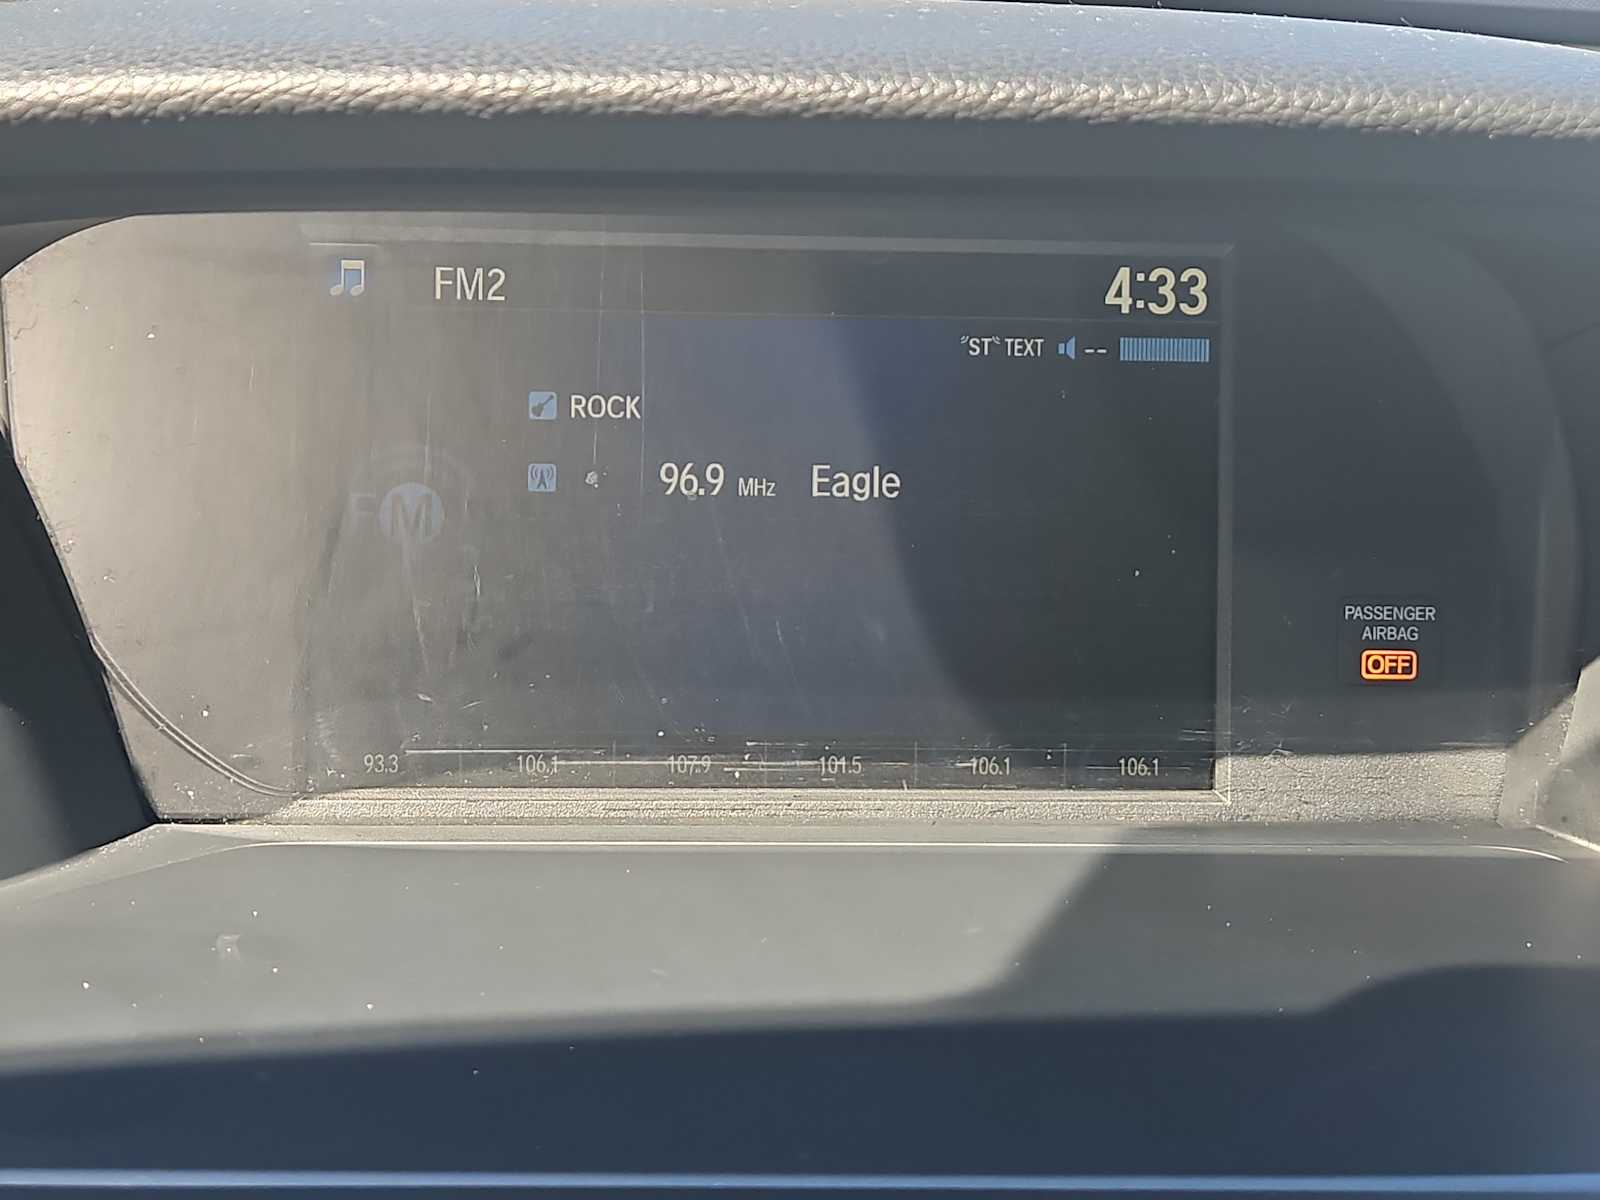 FM2 4:33
"ST" TEXT --
ROCK
96.9 MHz Eagle
FM
PASSENGER
AIRBAG
OFF
93.3 106.1 107.9 101.5 106.1 106.1